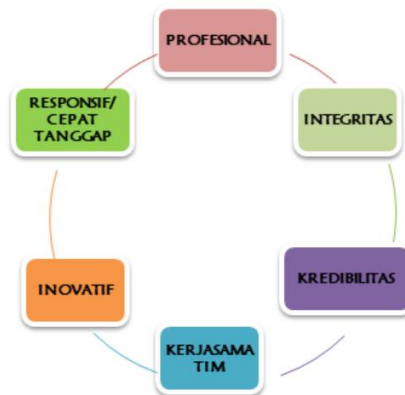 PROFESIONAL
INTEGRITAS
KREDIBILITAS
KERJASAMA
TIM
INOVATIF
RESPONSIF/
CEPAT
TANGGAP